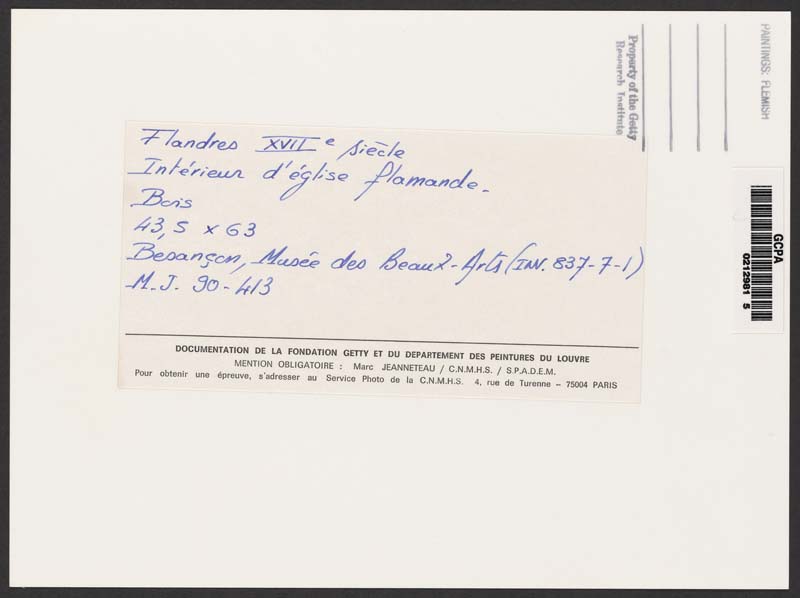 Flandres XVII e siècle
Intérieur d'église flamande.
Bois
43,5 x 63
Besançon, Musée des Beaux-Arts (INV. 837-7-1)
M.J. 90-413
DOCUMENTATION DE LA FONDATION GETTY ET DU DEPARTEMENT DES PEINTURES DU LOUVRE
MENTION OBLIGATOIRE : Marc JEANNETEAU / C.N.M.H.S. / S.P.A.D.E.M.
Pour obtenir une épreuve, s'adresser au Service Photo de la C.N.M.H.S. 4, rue de Turenne – 75004 PARIS
Property of the Getty
Research Institute
PAINTINGS: FLEMISH
GCPA
0212981 5